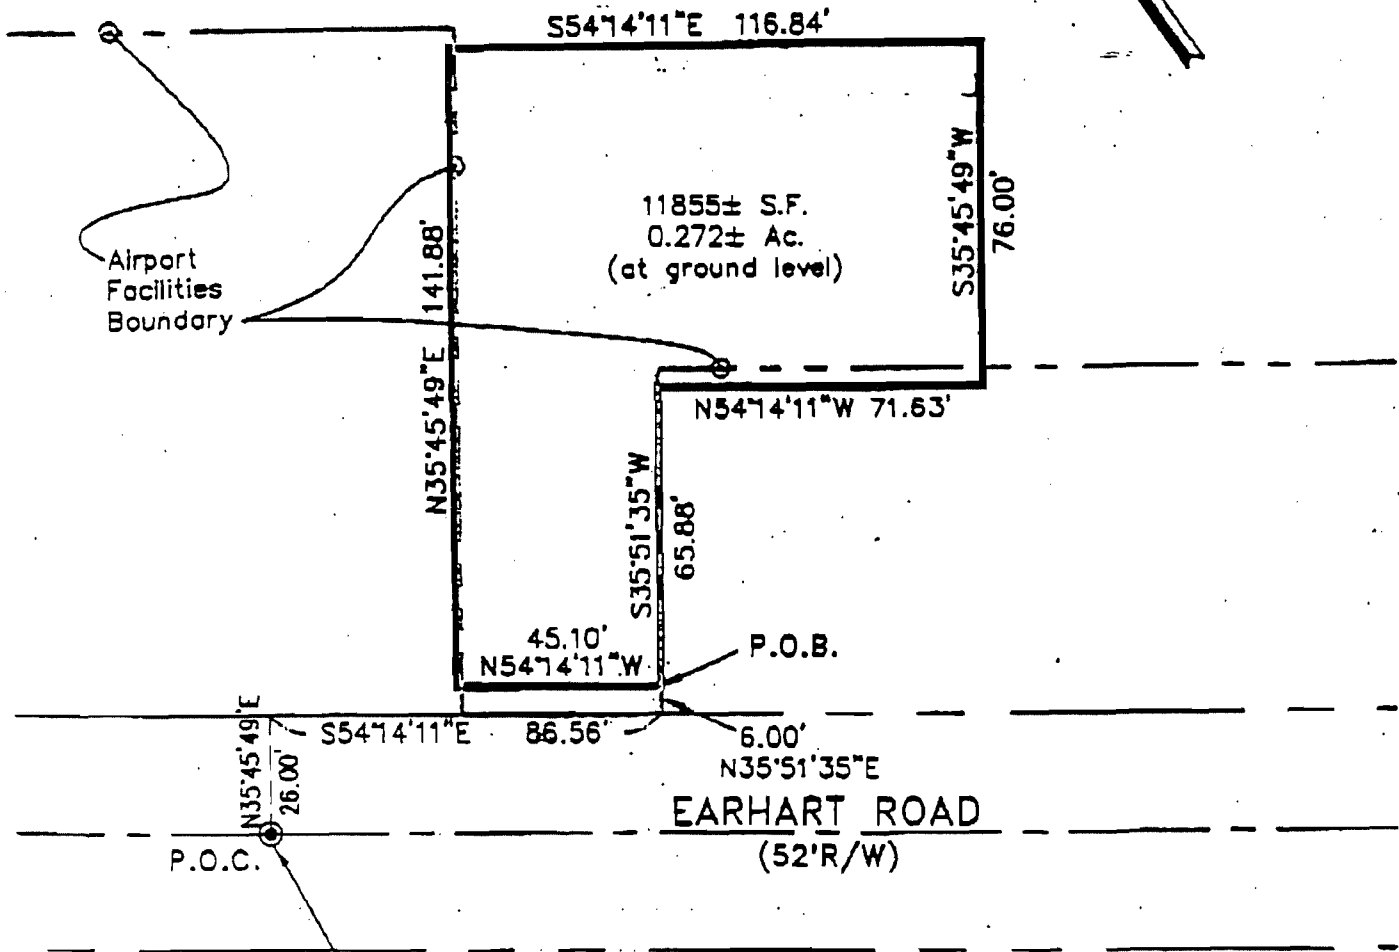 S54°14'11"E 116.84'
S35°45'49"W
76.00'
11855± S.F.
0.272± Ac.
(at ground level)
Airport
Facilities
Boundary
N35°45'49"E 141.88'
N54°14'11"W 71.63'
S35°51'35"W
65.88'
45.10'
N54°14'11"W
P.O.B.
N35°45'49"E
26.00'
S54°14'11"E 86.56'
6.00'
N35°51'35"E
EARHART ROAD
(52'R/W)
P.O.C.